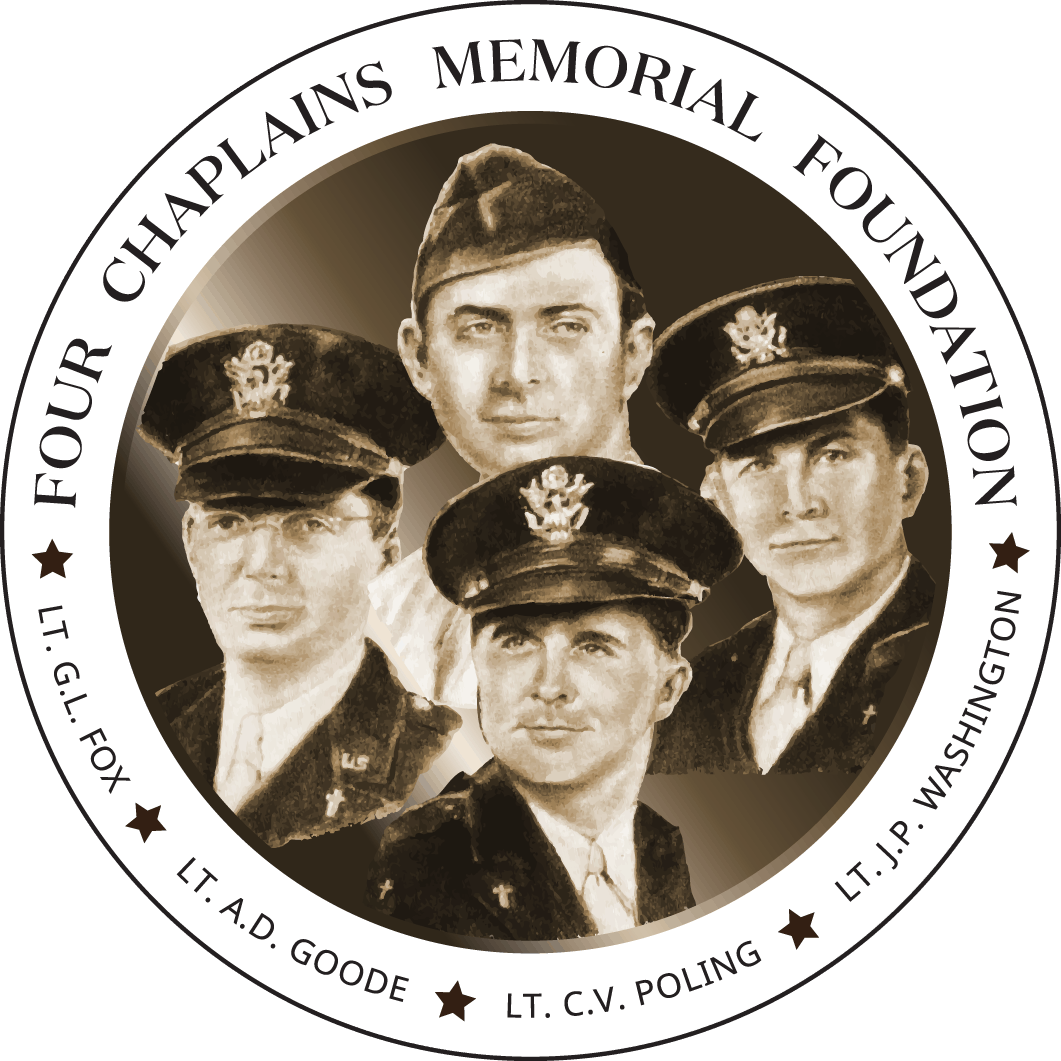 FOUR CHAPLAINS MEMORIAL FOUNDATION
LT. G.L. FOX
LT. A.D. GOODE
LT. C.V. POLING
LT. J.P. WASHINGTON
US